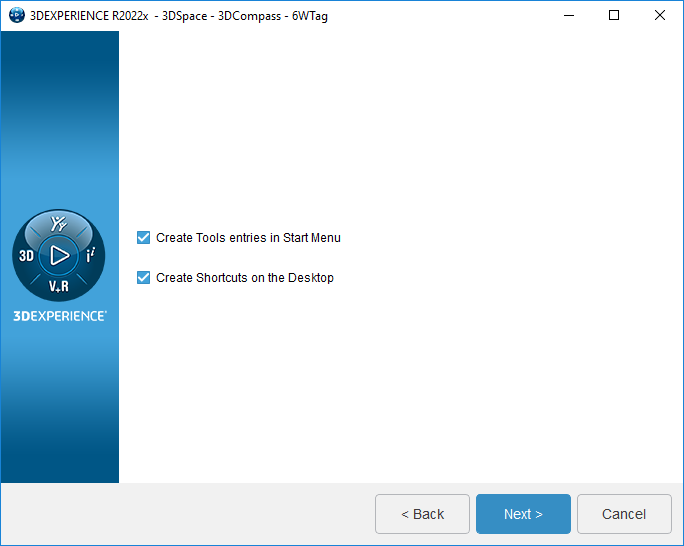 3DEXPERIENCE R2022x - 3DSpace - 3DCompass - 6WTag
Create Tools entries in Start Menu
3D
i
V+R
3DEXPERIENCE
Create Shortcuts on the Desktop
< Back
Next >
Cancel